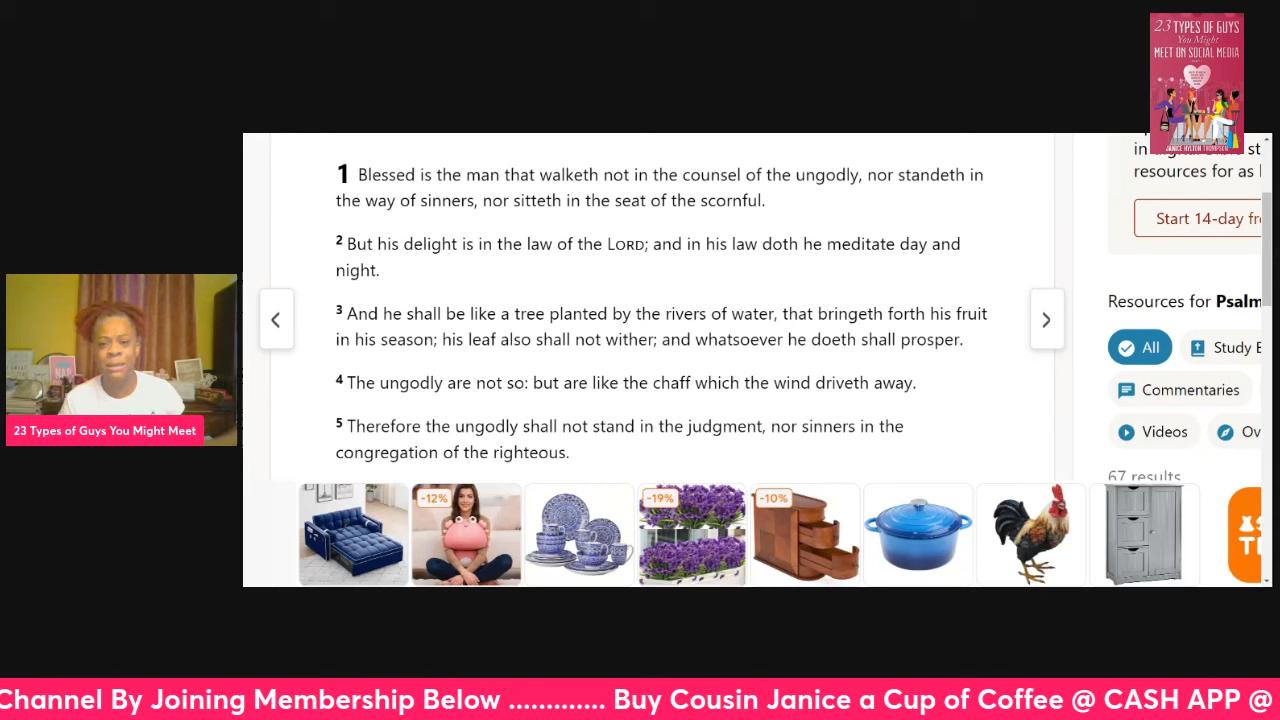 23 TYPES OF GUYS
You Might
MEET ON SOCIAL MEDIA
JANICE HYLTON THOMPSON
1 Blessed is the man that walketh not in the counsel of the ungodly, nor standeth in
the way of sinners, nor sitteth in the seat of the scornful.
2 But his delight is in the law of the LORD; and in his law doth he meditate day and
night.
3 And he shall be like a tree planted by the rivers of water, that bringeth forth his fruit
in his season; his leaf also shall not wither; and whatsoever he doeth shall prosper.
4 The ungodly are not so: but are like the chaff which the wind driveth away.
5 Therefore the ungodly shall not stand in the judgment, nor sinners in the
congregation of the righteous.
resources for as
Start 14-day fr
Resources for Psalm
All
Study
Commentaries
Videos
Ov
67 results
23 Types of Guys You Might Meet
-12%
-19%
-10%
Channel By Joining Membership Below ............. Buy Cousin Janice a Cup of Coffee @ CASH APP @